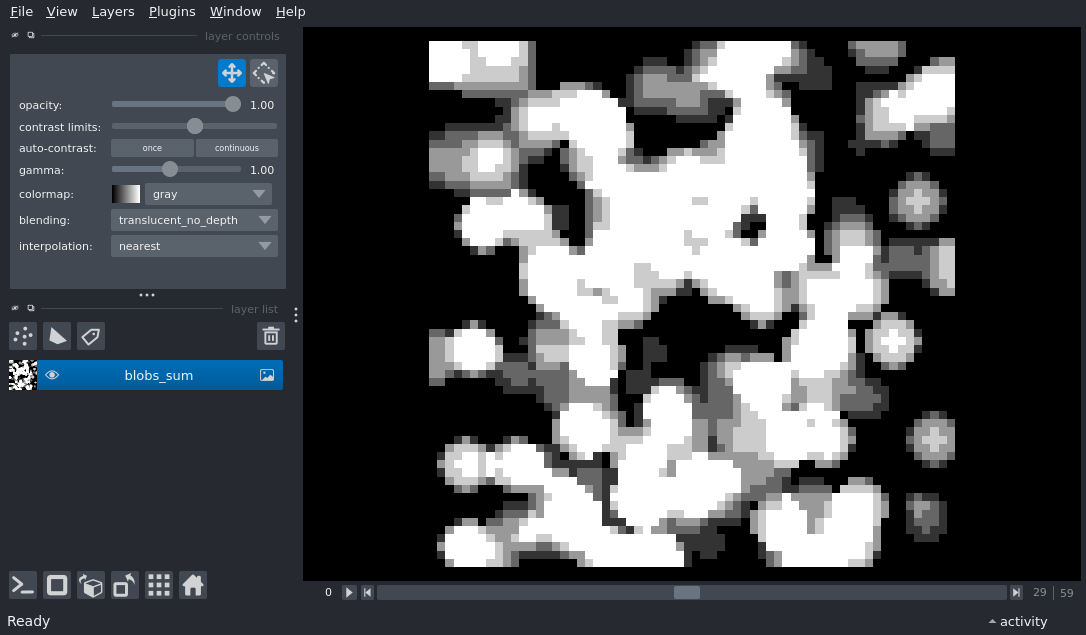 File View Layers Plugins Window Help
layer controls
opacity: 1.00
contrast limits:
auto-contrast: once continuous
gamma: 1.00
colormap: gray
blending: translucent_no_depth
interpolation: nearest
layer list
blobs_sum
0 29 59
Ready activity